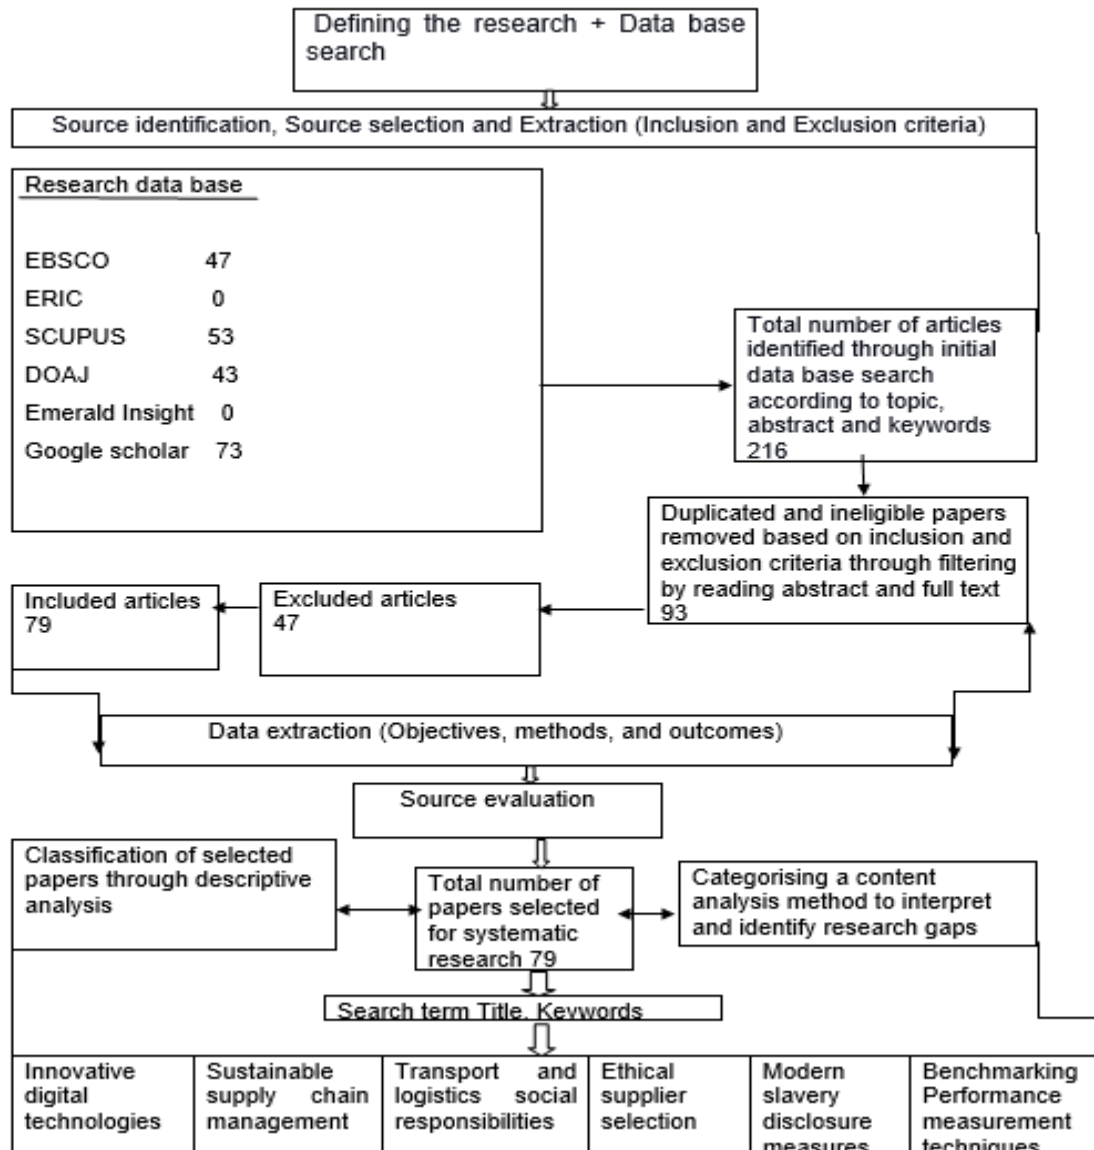 Defining the research + Data base
search
Source identification, Source selection and Extraction (Inclusion and Exclusion criteria)
Research data base
EBSCO 47
ERIC 0
SCUPUS 53
DOAJ 43
Emerald Insight 0
Google scholar 73
Total number of articles
identified through initial
data base search
according to topic,
abstract and keywords
216
Duplicated and ineligible papers
removed based on inclusion and
exclusion criteria through filtering
by reading abstract and full text
93
Excluded articles
47
Included articles
79
Data extraction (Objectives, methods, and outcomes)
Source evaluation
Classification of selected
papers through descriptive
analysis
Total number of
papers selected
for systematic
research 79
Categorising a content
analysis method to interpret
and identify research gaps
Search term Title, Keywords
Innovative
digital
technologies
Sustainable
supply chain
management
Transport and
logistics social
responsibilities
Ethical
supplier
selection
Modern
slavery
disclosure
measures
Benchmarking
Performance
measurement
techniques